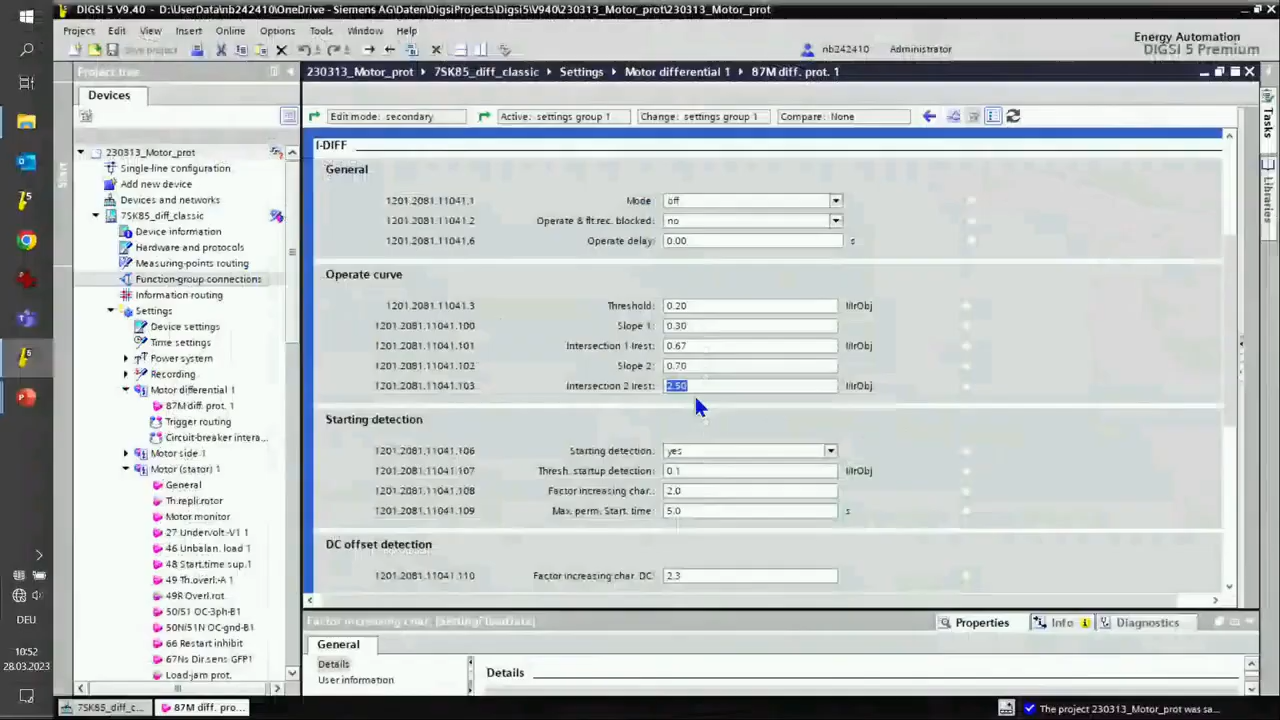 DIGSI 5 V9.40 - D:\UserData\nb242410\OneDrive - Siemens AG\Daten\DigsiProjects\Digsi5\V940\230313_Motor_prot\230313_Motor_prot
Project Edit View Insert Online Options Tools Window Help
Energy Automation
DIGSI 5 Premium
Save project
nb242410 Administrator
Project tree
230313_Motor_prot 7SK85_diff_classic Settings Motor differential 1 87M diff. prot. 1
Devices
Edit mode: secondary Active: settings group 1 Change: settings group 1 Compare: None
Start
Tasks
Libraries
230313_Motor_prot
Single-line configuration
Add new device
Devices and networks
7SK85_diff_classic
Device information
Hardware and protocols
Measuring-points routing
Function-group connections
Information routing
Settings
Device settings
Time settings
Power system
Recording
Motor differential 1
87M diff. prot. 1
Trigger routing
Circuit-breaker intera...
Motor side 1
Motor (stator) 1
General
Th.repli.rotor
Motor monitor
27 Undervolt.-V1 1
46 Unbalan. load 1
48 Start.time sup.1
49 Th.overl.-A 1
49R Overl.rot.
50/51 OC-3ph-B1
50N/51N OC-gnd-B1
66 Restart inhibit
67Ns Dir.sens GFP1
Load-jam prot.
I-DIFF
General
1201.2081.11041.1 Mode: off
1201.2081.11041.2 Operate & flt.rec. blocked: no
1201.2081.11041.6 Operate delay: 0.00 s
Operate curve
1201.2081.11041.3 Threshold: 0.20 I/IrObj
1201.2081.11041.100 Slope 1: 0.30
1201.2081.11041.101 Intersection 1 Irest: 0.67 I/IrObj
1201.2081.11041.102 Slope 2: 0.70
1201.2081.11041.103 Intersection 2 Irest: 2.50 I/IrObj
Starting detection
1201.2081.11041.106 Starting detection: yes
1201.2081.11041.107 Thresh. startup detection: 0.1 I/IrObj
1201.2081.11041.108 Factor increasing char.: 2.0
1201.2081.11041.109 Max. perm. Start. time: 5.0 s
DC offset detection
1201.2081.11041.110 Factor increasing char. DC: 2.3
Factor increasing char. [SettingFloatData]
Properties Info Diagnostics
General
Details
User information
Details
DEU
10:52
28.03.2023
7SK85_diff_c... 87M diff. pro...
The project 230313_Motor_prot was sa...